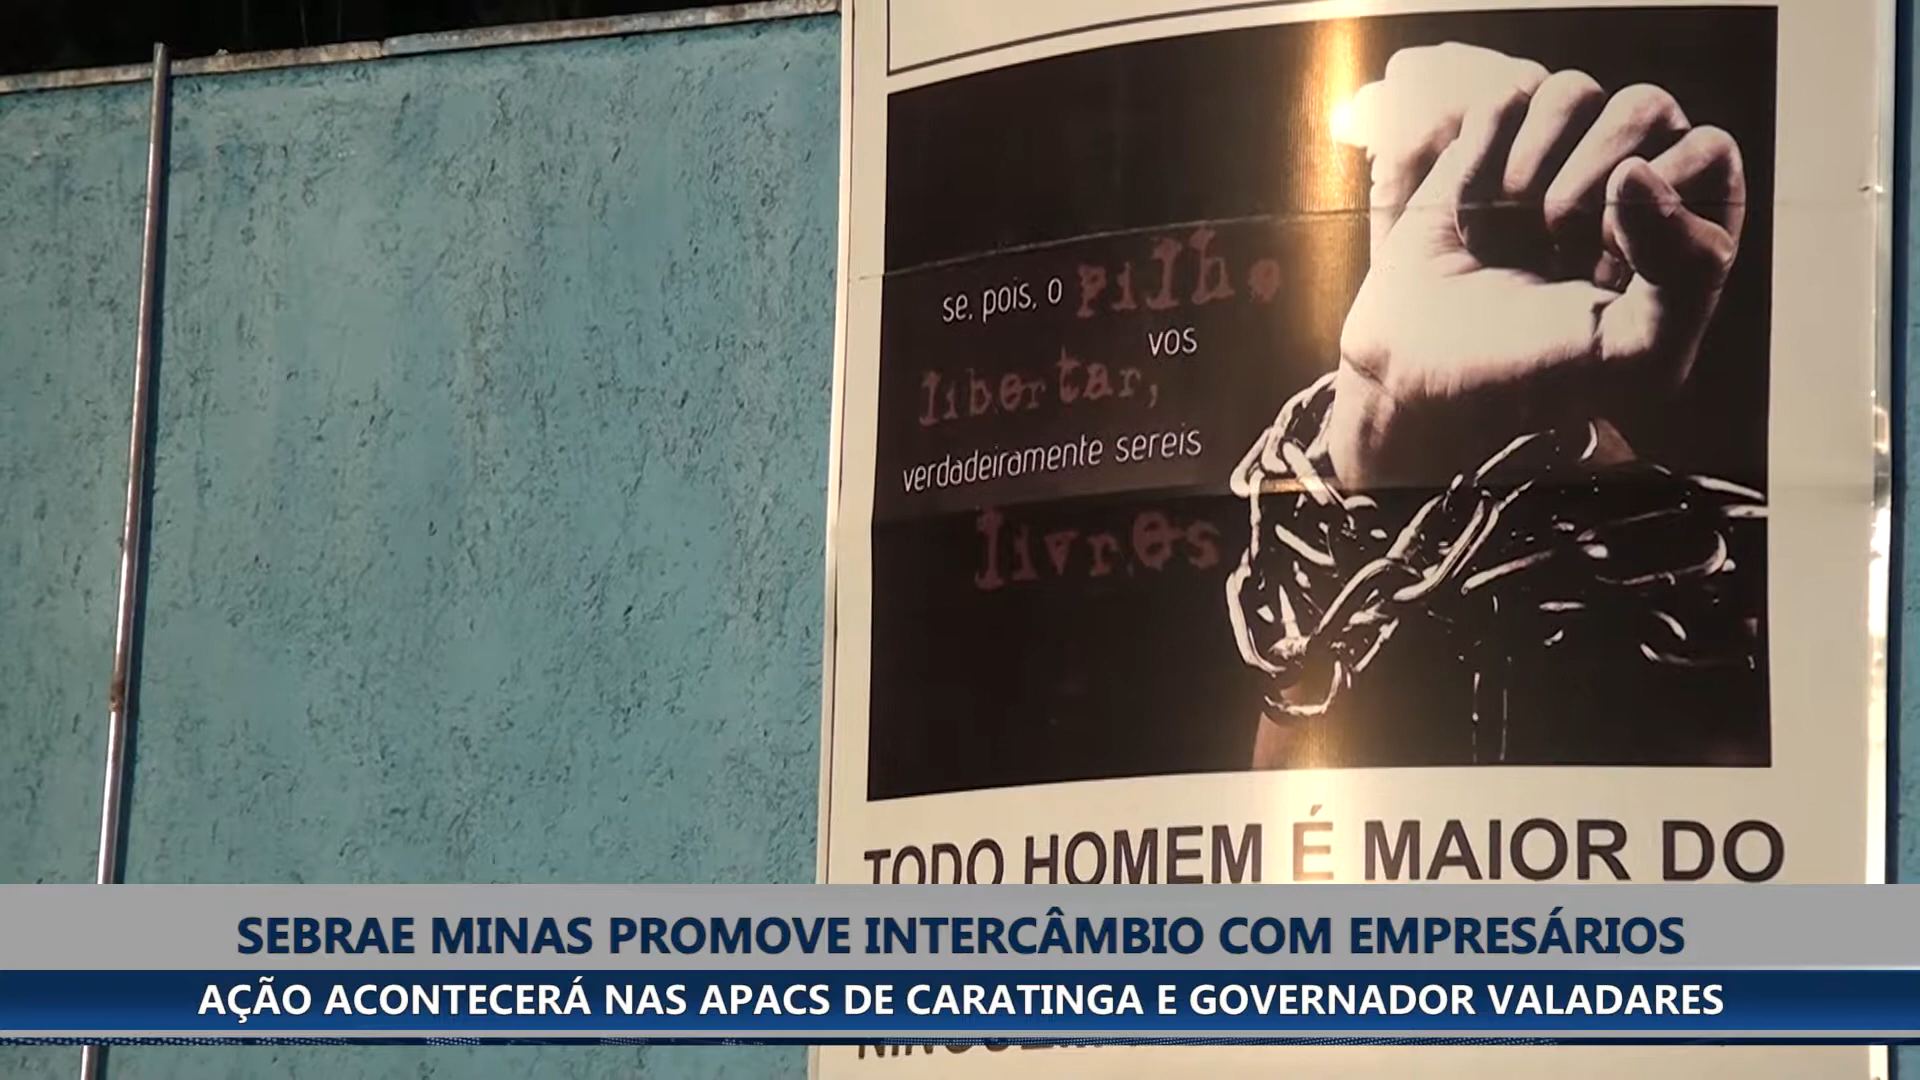 se, pois, o Filho
vos
libertar,
verdadeiramente sereis
livres
TODO HOMEM É MAIOR DO
SEBRAE MINAS PROMOVE INTERCÂMBIO COM EMPRESÁRIOS
AÇÃO ACONTECERÁ NAS APACS DE CARATINGA E GOVERNADOR VALADARES